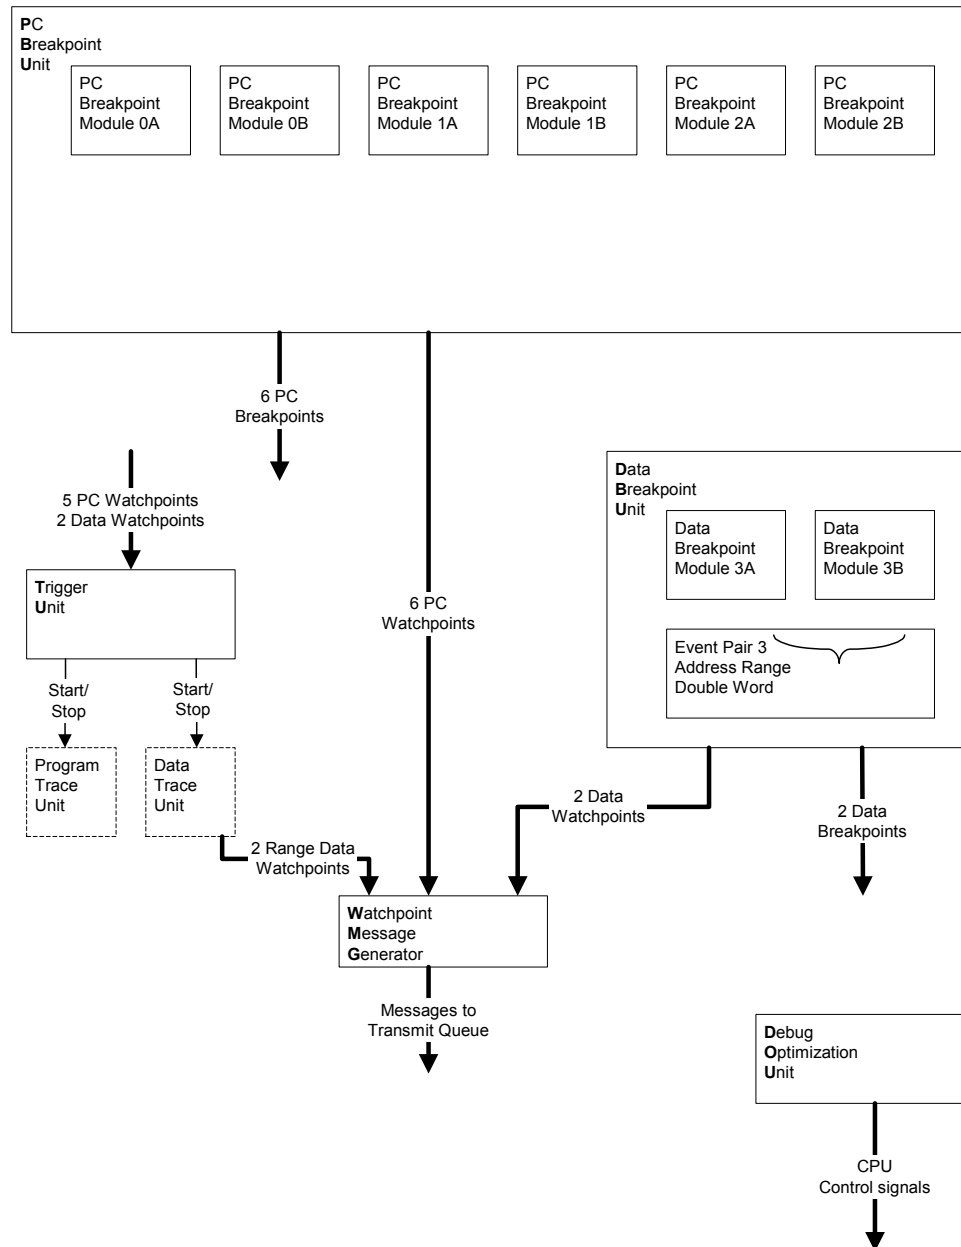 PC
Breakpoint
Unit
PC
Breakpoint
Module 0A
PC
Breakpoint
Module 0B
PC
Breakpoint
Module 1A
PC
Breakpoint
Module 1B
PC
Breakpoint
Module 2A
PC
Breakpoint
Module 2B
6 PC
Breakpoints
5 PC Watchpoints
2 Data Watchpoints
Trigger
Unit
Start/
Stop
Start/
Stop
Program
Trace
Unit
Data
Trace
Unit
6 PC
Watchpoints
Data
Breakpoint
Unit
Data
Breakpoint
Module 3A
Data
Breakpoint
Module 3B
Event Pair 3
Address Range
Double Word
2 Data
Watchpoints
2 Data
Breakpoints
2 Range Data
Watchpoints
Watchpoint
Message
Generator
Messages to
Transmit Queue
Debug
Optimization
Unit
CPU
Control signals